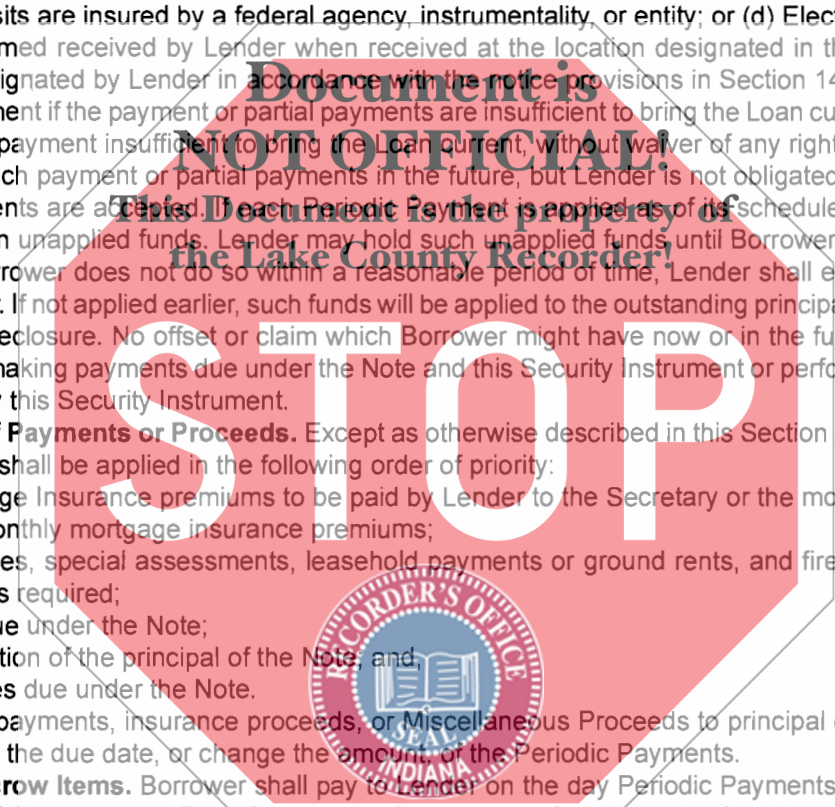 sits are insured by a federal agency, instrumentality, or entity; or (d) Elec
med received by Lender when received at the location designated in t
ignated by Lender in accordance with the notice provisions in Section 14
Document is
ment if the payment or partial payments are insufficient to bring the Loan cu
payment insufficient to bring the Loan current, without waiver of any right
NOT OFFICIAL!
ch payment or partial payments in the future, but Lender is not obligated
ents are accepted. If each Periodic Payment is applied as of its schedule
This Document is the property of
n unapplied funds. Lender may hold such unapplied funds until Borrower
the Lake County Recorder!
rrower does not do so within a reasonable period of time, Lender shall e
. If not applied earlier, such funds will be applied to the outstanding princip
eclosure. No offset or claim which Borrower might have now or in the fu
making payments due under the Note and this Security Instrument or perfo
y this Security Instrument.
STOP
f Payments or Proceeds. Except as otherwise described in this Section
shall be applied in the following order of priority:
ge Insurance premiums to be paid by Lender to the Secretary or the mo
onthly mortgage insurance premiums;
es, special assessments, leasehold payments or ground rents, and fire
s required;
ue under the Note;
tion of the principal of the Note; and,
es due under the Note.
RECORDER'S OFFICE
SEAL
INDIANA
payments, insurance proceeds, or Miscellaneous Proceeds to principal
the due date, or change the amount, of the Periodic Payments.
crow Items. Borrower shall pay to Lender on the day Periodic Payments